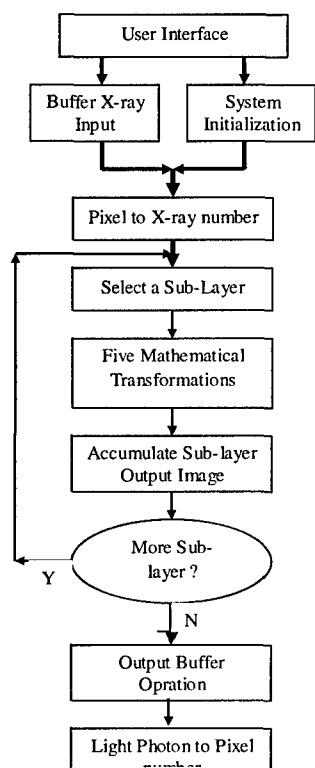 User Interface
Buffer X-ray
Input
System
Initialization
Pixel to X-ray number
Select a Sub-Layer
Five Mathematical
Transformations
Accumulate Sub-layer
Output Image
More Sub-
layer ?
Y
N
Output Buffer
Opration
Light Photon to Pixel
number